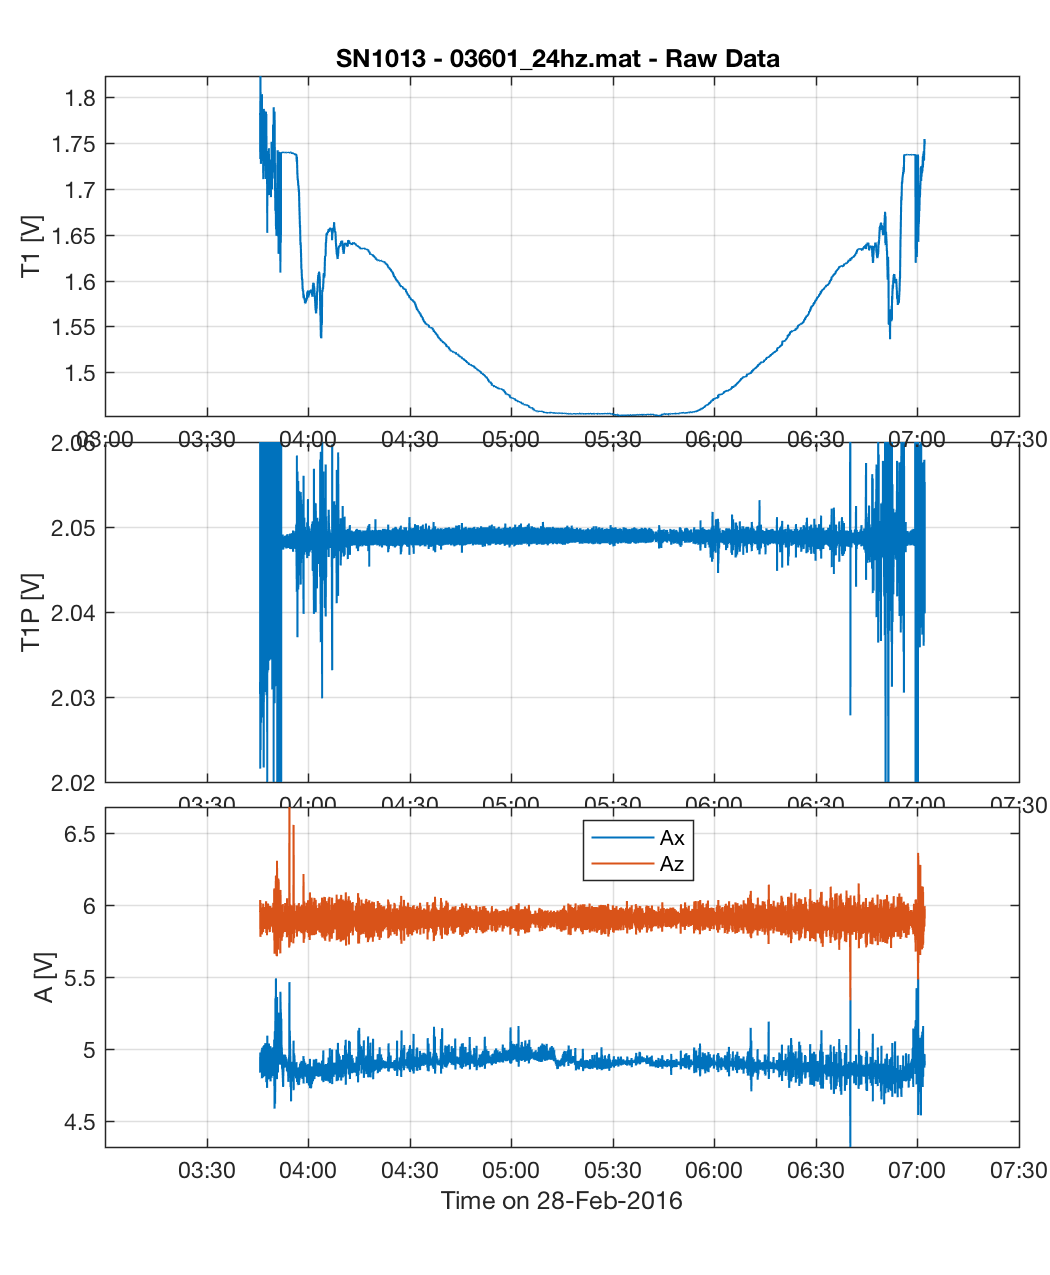 SN1013 - 03601_24hz.mat - Raw Data
1.8
1.75
1.7
1.65
1.6
1.55
1.5
T1 [V]
03:00 03:30 04:00 04:30 05:00 05:30 06:00 06:30 07:00 07:30
2.06
2.05
2.04
2.03
2.02
T1P [V]
03:30 04:00 04:30 05:00 05:30 06:00 06:30 07:00 07:30
Ax
Az
6.5
6
5.5
5
4.5
A [V]
03:30 04:00 04:30 05:00 05:30 06:00 06:30 07:00 07:30
Time on 28-Feb-2016